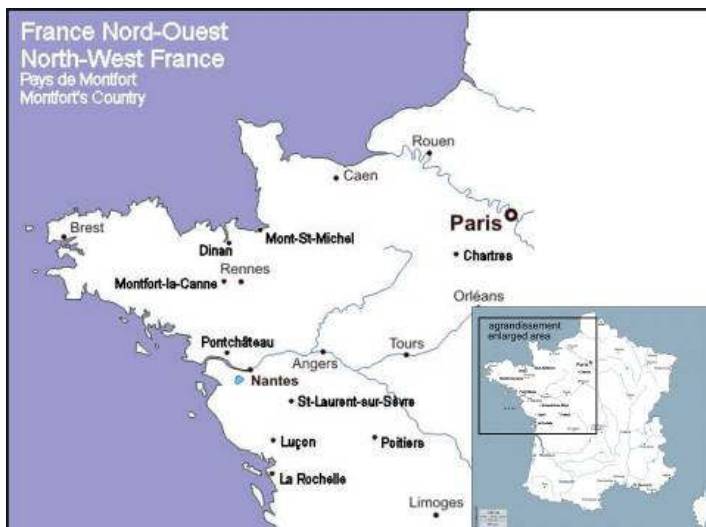 France Nord-Ouest
North-West France
Pays de Montfort
Montfort's Country
Rouen
Caen
Paris
Brest
Mont-St-Michel
Dinan
Chartres
Rennes
Montfort-la-Canne
Orléans
agrandissement
enlarged area
Pontchâteau
Angers
Tours
Paris
Nantes
St-Laurent-sur-Sèvre
Luçon
Poitiers
La Rochelle
Limoges